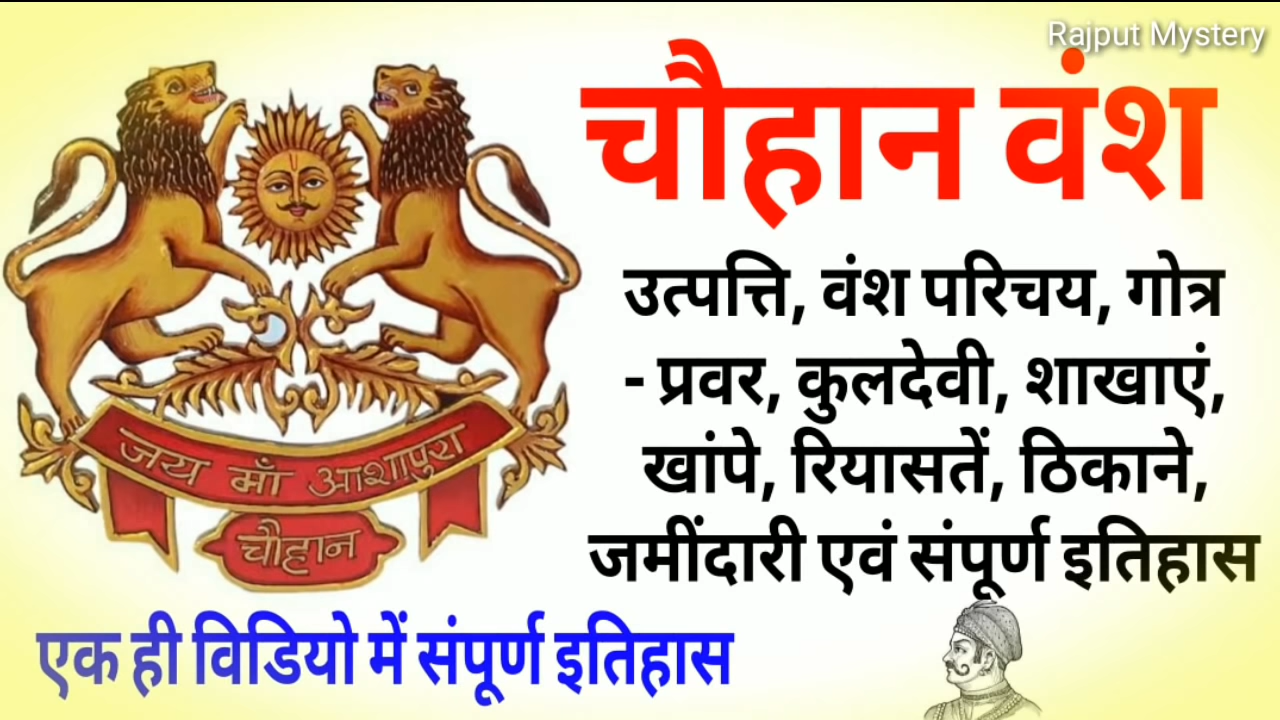 Rajput Mystery
चौहान वंश
उत्पत्ति, वंश परिचय, गोत्र
- प्रवर, कुलदेवी, शाखाएं,
खांपे, रियासतें, ठिकाने,
जमींदारी एवं संपूर्ण इतिहास
जय माँ आशापुरा
चौहान
एक ही विडियो में संपूर्ण इतिहास